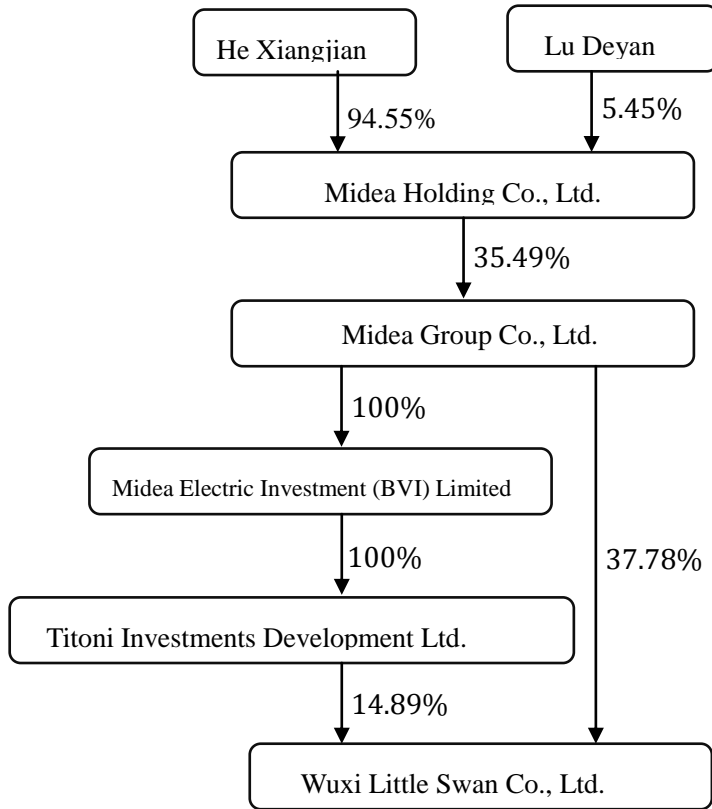 He Xiangjian
Lu Deyan
94.55%
5.45%
Midea Holding Co., Ltd.
35.49%
Midea Group Co., Ltd.
100%
Midea Electric Investment (BVI) Limited
100%
37.78%
Titoni Investments Development Ltd.
14.89%
Wuxi Little Swan Co., Ltd.